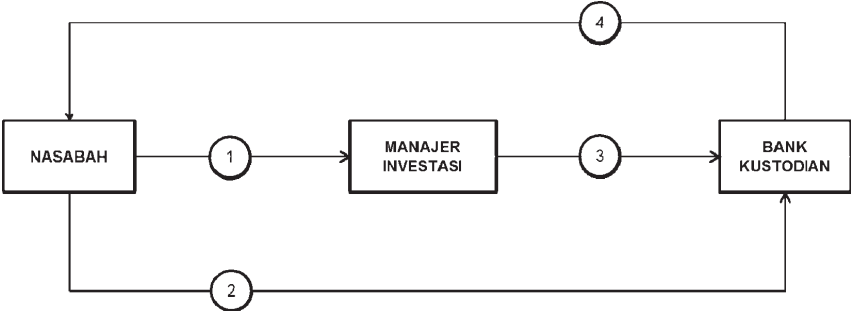 4
NASABAH
1
MANAJER
INVESTASI
3
BANK
KUSTODIAN
2